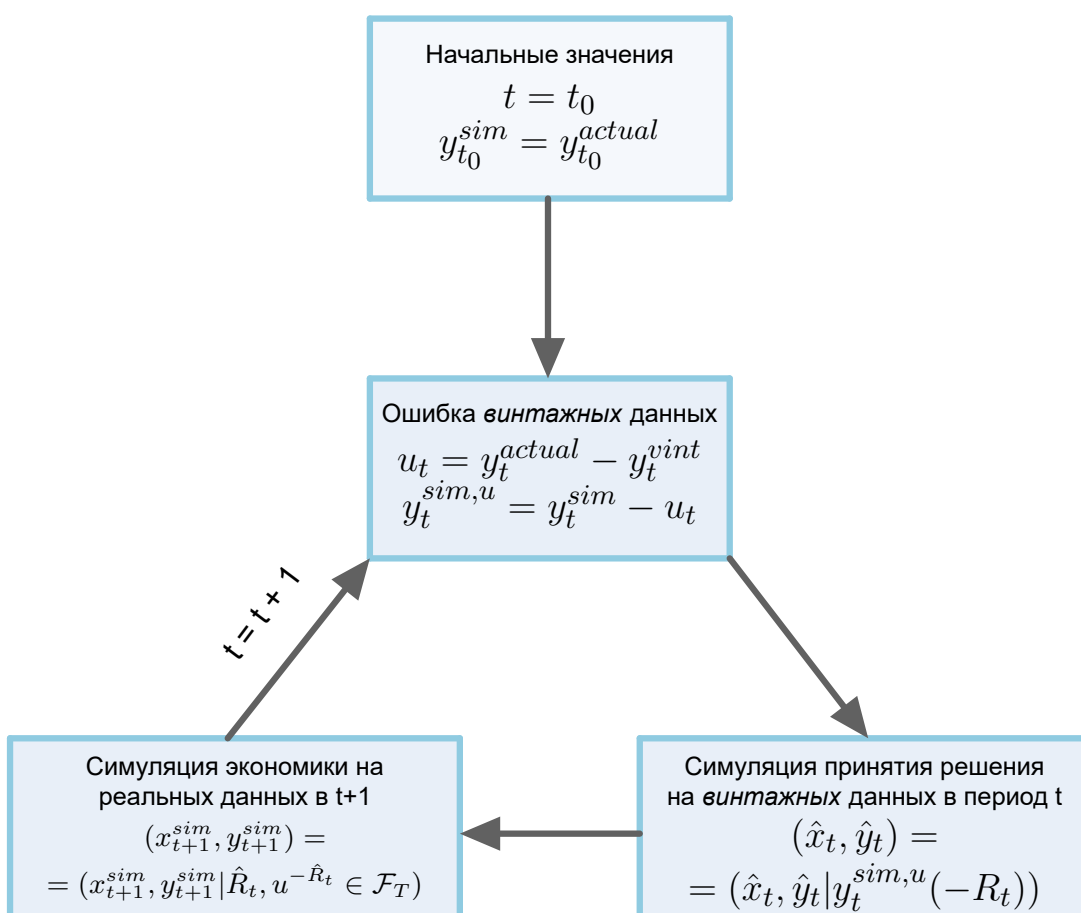 Начальные значения
$t = t_0$
$y_{t_0}^{sim} = y_{t_0}^{actual}$
Ошибка винтажных данных
$u_t = y_t^{actual} - y_t^{vint}$
$y_t^{sim,u} = y_t^{sim} - u_t$
t = t + 1
Симуляция принятия решения
на винтажных данных в период t
$(\hat{x}_t, \hat{y}_t) =$
$= (\hat{x}_t, \hat{y}_t | y_t^{sim,u}(-R_t))$
Симуляция экономики на
реальных данных в t+1
$(x_{t+1}^{sim}, y_{t+1}^{sim}) =$
$= (x_{t+1}^{sim}, y_{t+1}^{sim} | \hat{R}_t, u^{-\hat{R}_t} \in \mathcal{F}_T)$